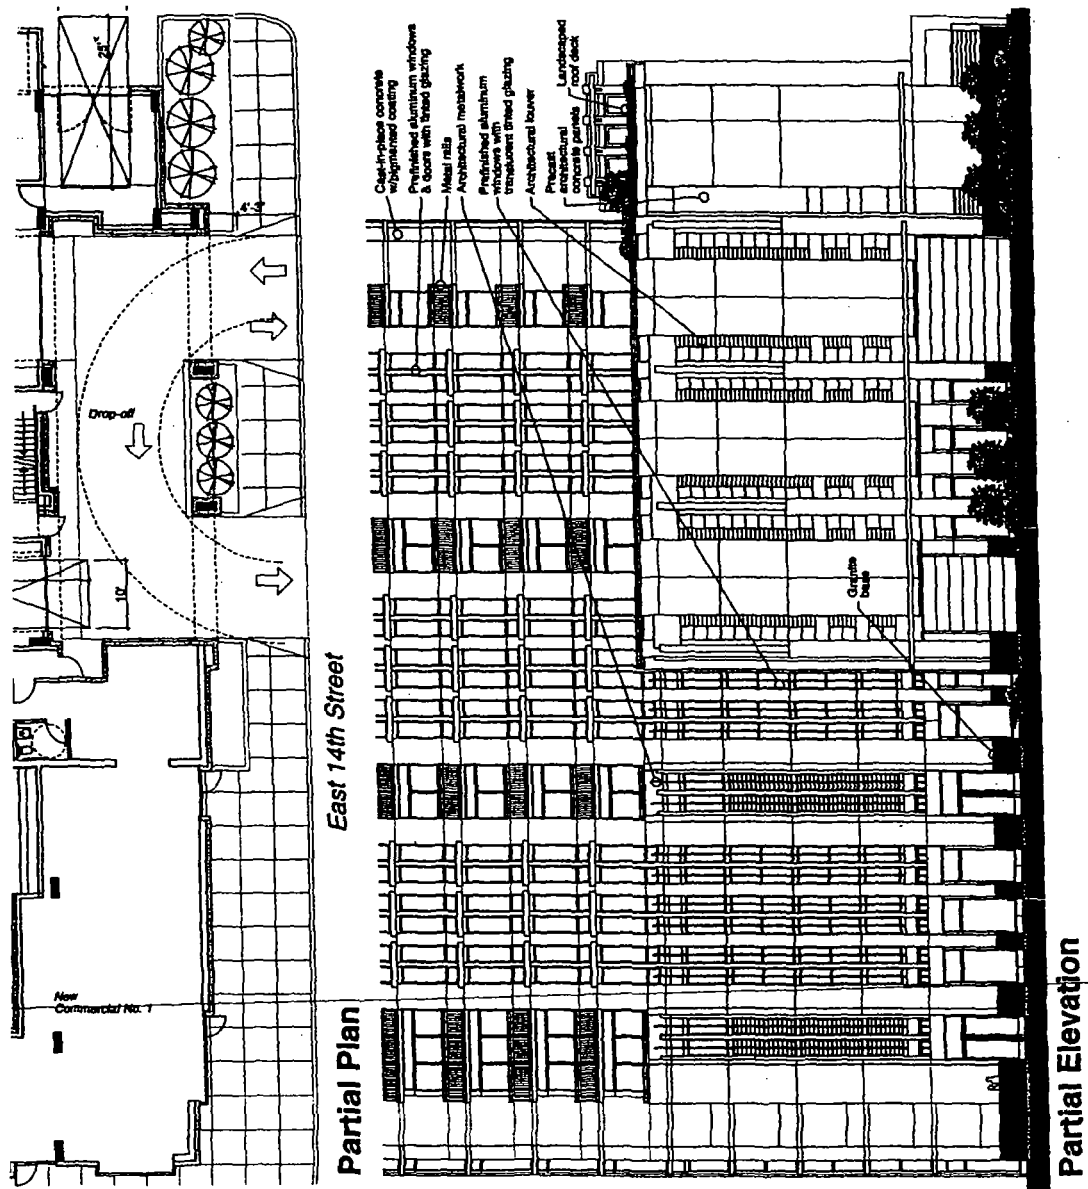 25'
4'-3"
Drop-off
10'
New
Commercial No. 1
East 14th Street
Partial Plan
Cast-in-place concrete
w/pigmented coating
Prefinished aluminum windows
& doors with tinted glazing
Metal rails
Architectural metalwork
Prefinished aluminum
windows with
translucent tinted glazing
Architectural louver
Precast
architectural
concrete panels
Landscaped
roof deck
Granite
base
Partial Elevation